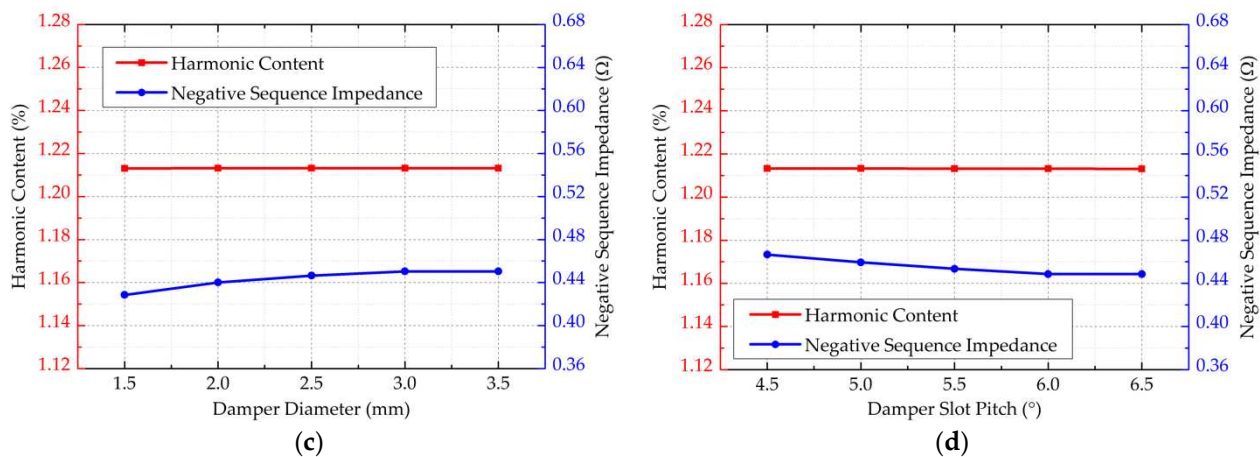 1.28
1.26
1.24
1.22
1.20
1.18
1.16
1.14
1.12
Harmonic Content (%)
Harmonic Content
Negative Sequence Impedance
0.68
0.64
0.60
0.56
0.52
0.48
0.44
0.40
0.36
Negative Sequence Impedance (Ω)
1.5 2.0 2.5 3.0 3.5
Damper Diameter (mm)
(c)
1.28
1.26
1.24
1.22
1.20
1.18
1.16
1.14
1.12
Harmonic Content (%)
Harmonic Content
Negative Sequence Impedance
0.68
0.64
0.60
0.56
0.52
0.48
0.44
0.40
0.36
Negative Sequence Impedance (Ω)
4.5 5.0 5.5 6.0 6.5
Damper Slot Pitch (°)
(d)